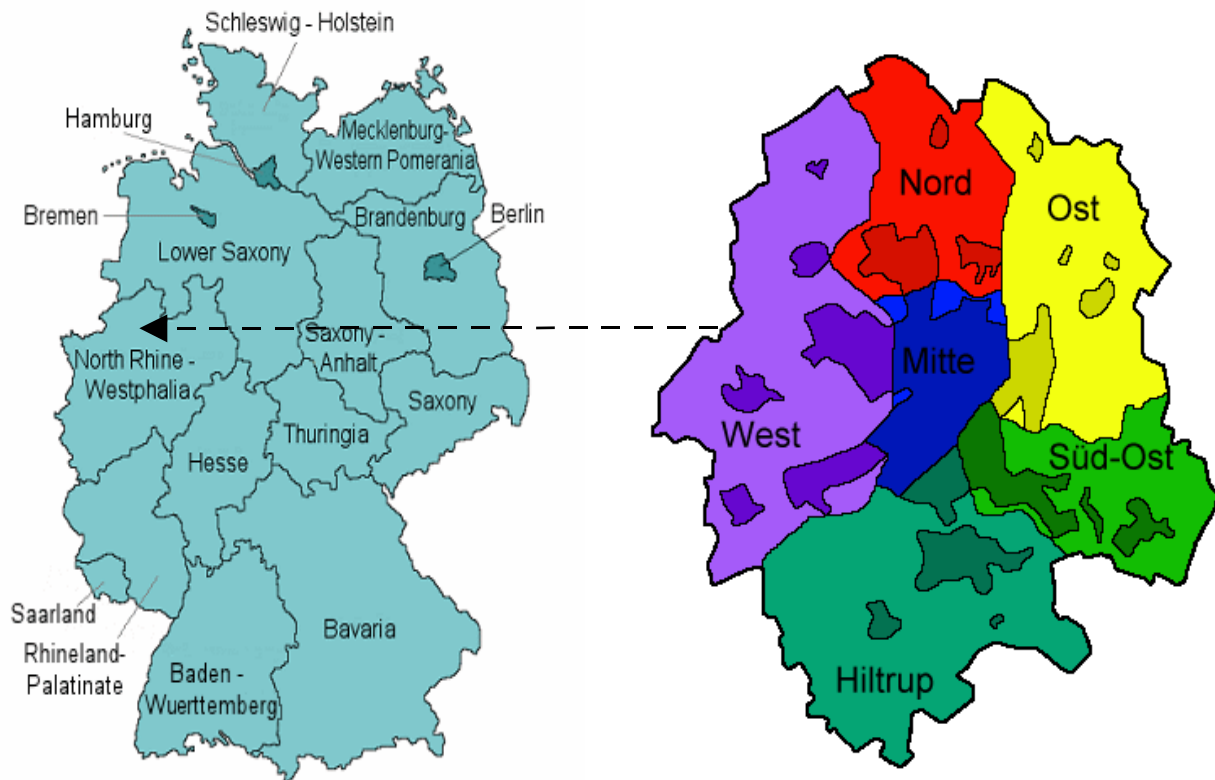 Schleswig - Holstein
Hamburg
Mecklenburg-
Western Pomerania
Bremen
Brandenburg
Berlin
Lower Saxony
Saxony -
Anhalt
North Rhine -
Westphalia
Saxony
Thuringia
Hesse
Saarland
Rhineland-
Palatinate
Bavaria
Baden -
Wuerttemberg
Nord
Ost
Mitte
West
Süd-Ost
Hiltrup